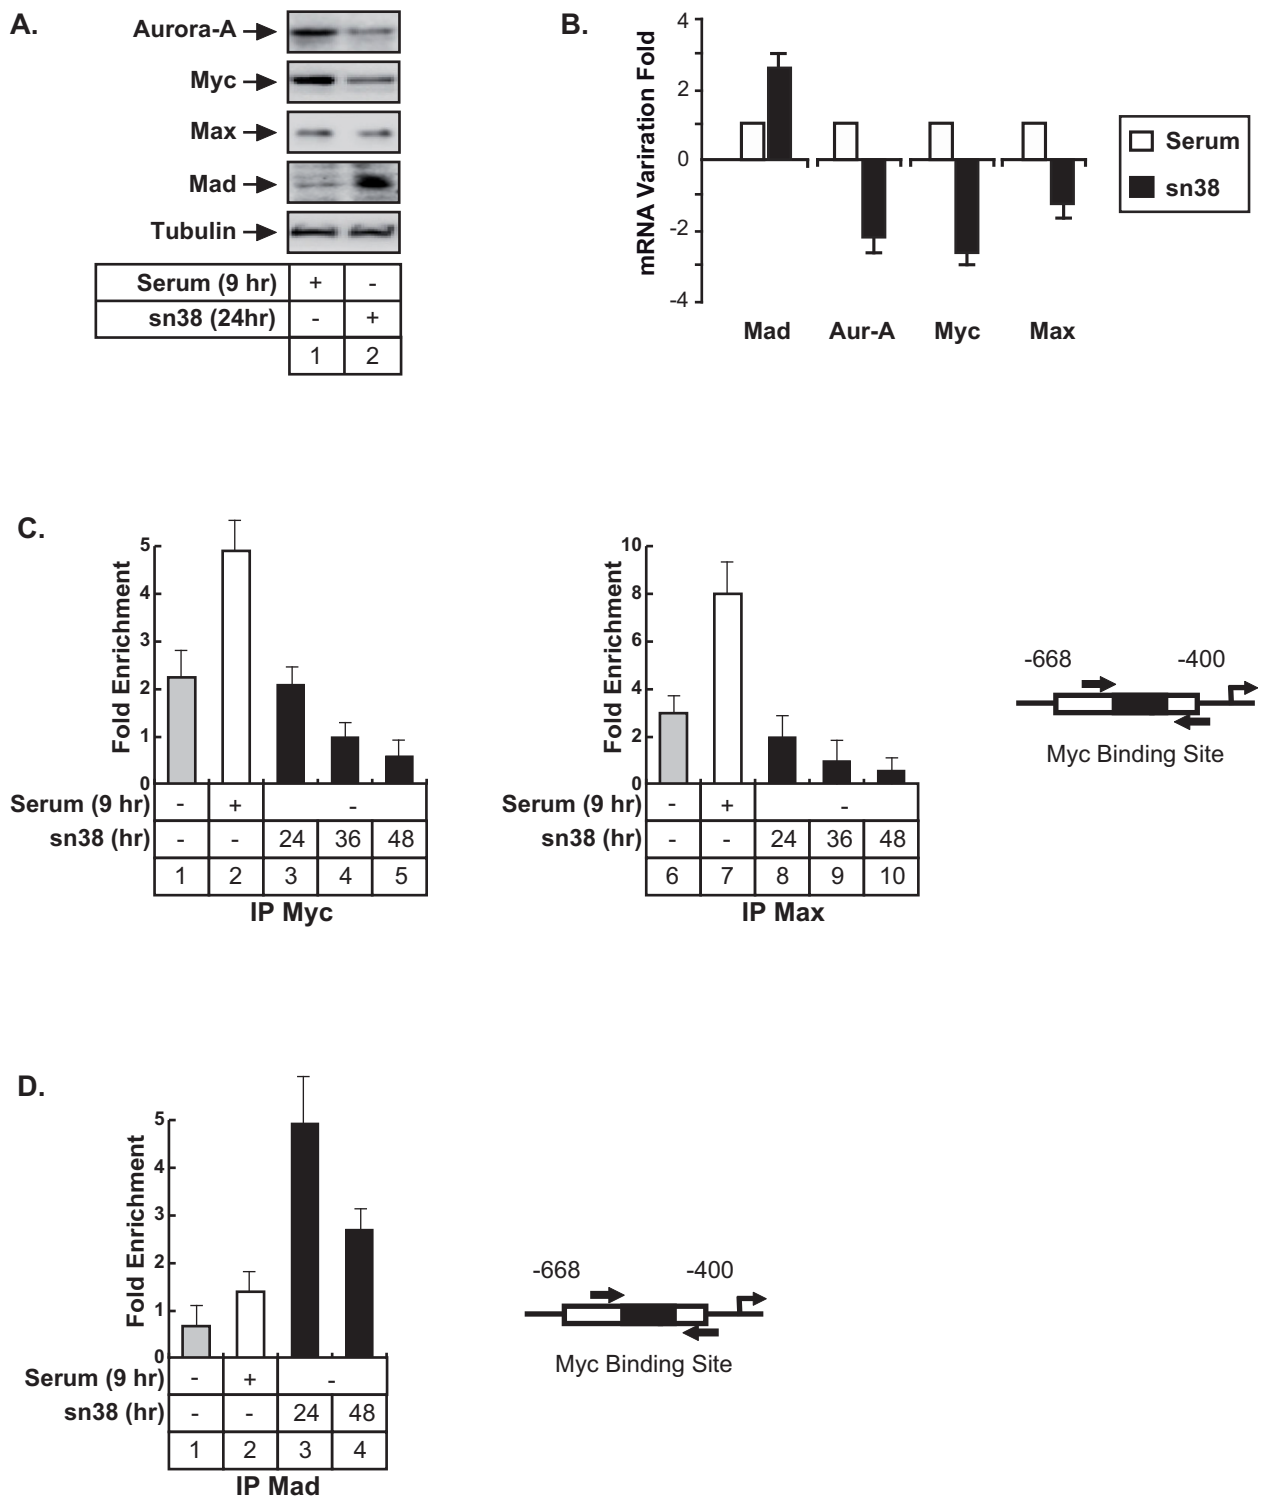 A.
Aurora-A
Myc
Max
Mad
Tubulin
Serum (9 hr) + -
sn38 (24hr) - +
1 2
B.
mRNA Variration Fold
4
2
0
-2
-4
Mad Aur-A Myc Max
Serum
sn38
C.
Fold Enrichment
5
4
3
2
1
0
Serum (9 hr) - + -
sn38 (hr) - - 24 36 48
1 2 3 4 5
IP Myc
Fold Enrichment
10
8
6
4
2
0
Serum (9 hr) - + -
sn38 (hr) - - 24 36 48
6 7 8 9 10
IP Max
-668 -400
Myc Binding Site
D.
Fold Enrichment
5
4
3
2
1
0
Serum (9 hr) - + -
sn38 (hr) - - 24 48
1 2 3 4
IP Mad
-668 -400
Myc Binding Site